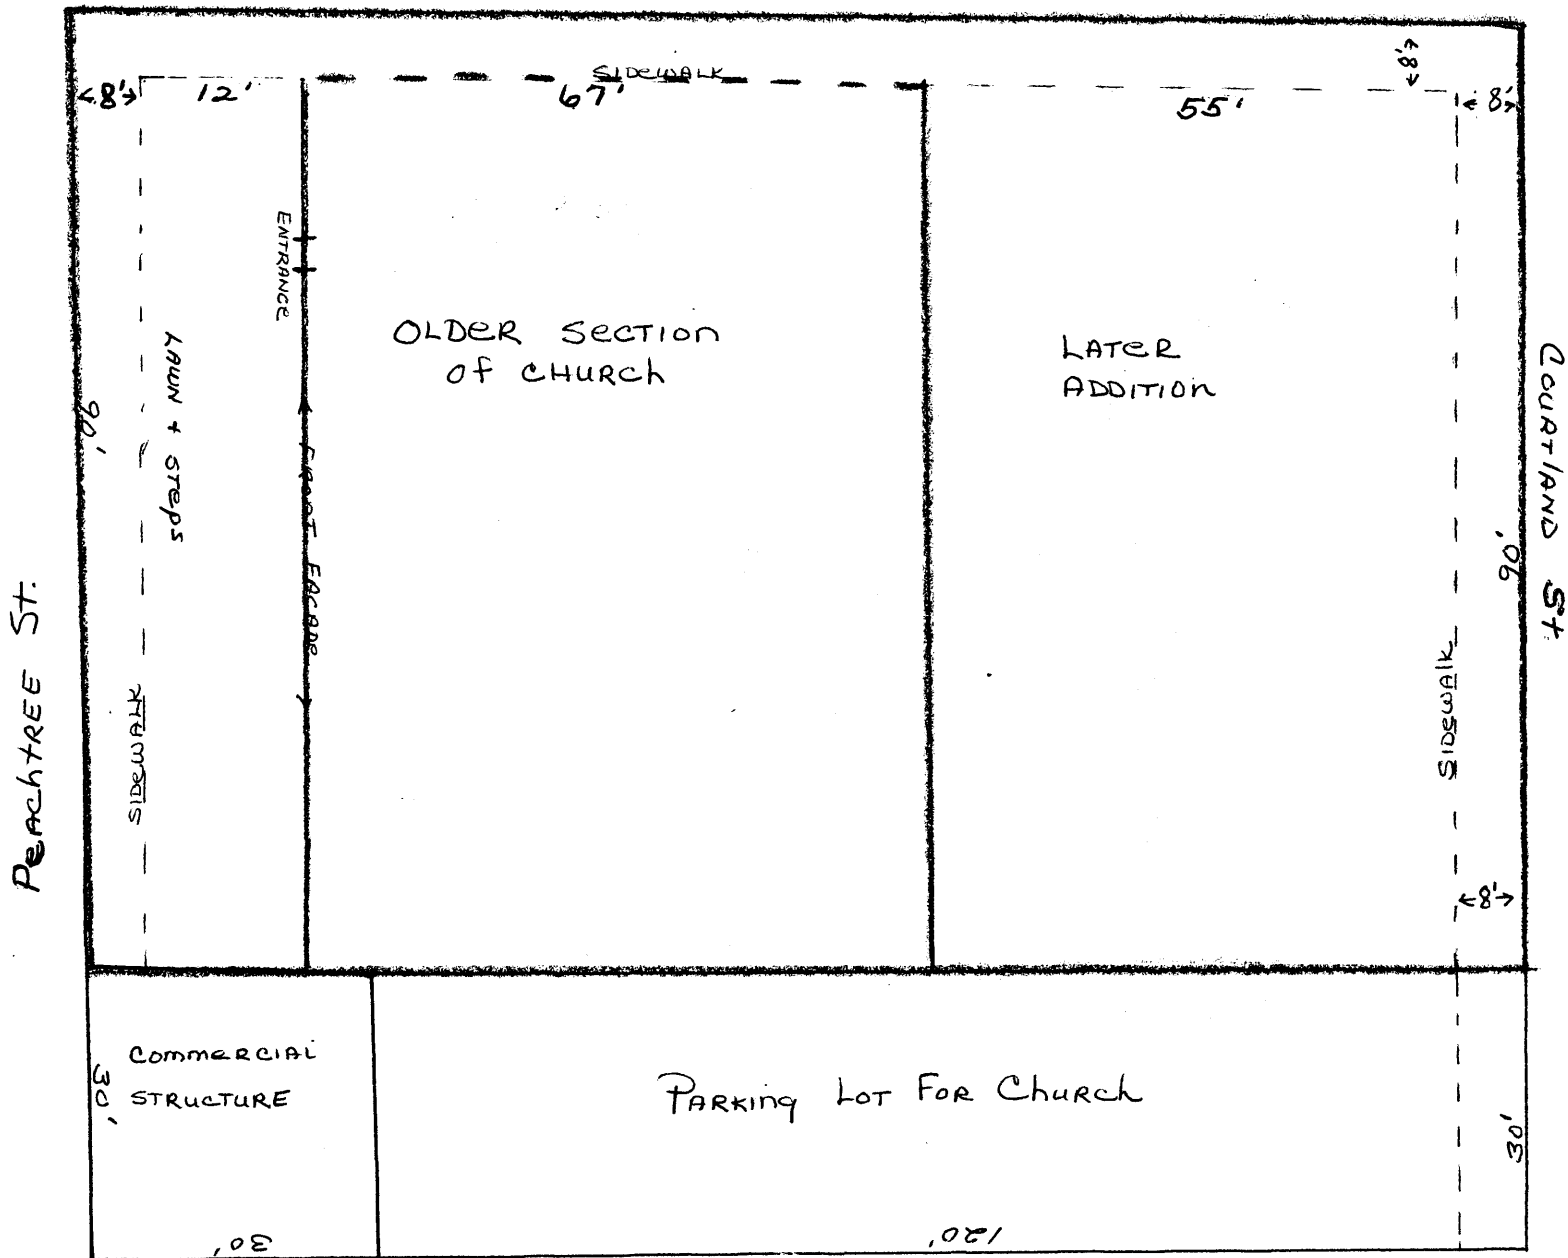 SIDEWALK
8'
8'
12'
67'
55'
8'
ENTRANCE
OLDER SECTION
OF CHURCH
LATER
ADDITION
LAWN + STEPS
90'
FRONT FACADE
COURTLAND ST.
90'
PEACHTREE ST.
SIDEWALK
SIDEWALK
8'
COMMERCIAL
STRUCTURE
30'
PARKING LOT FOR CHURCH
30'
30'
120'